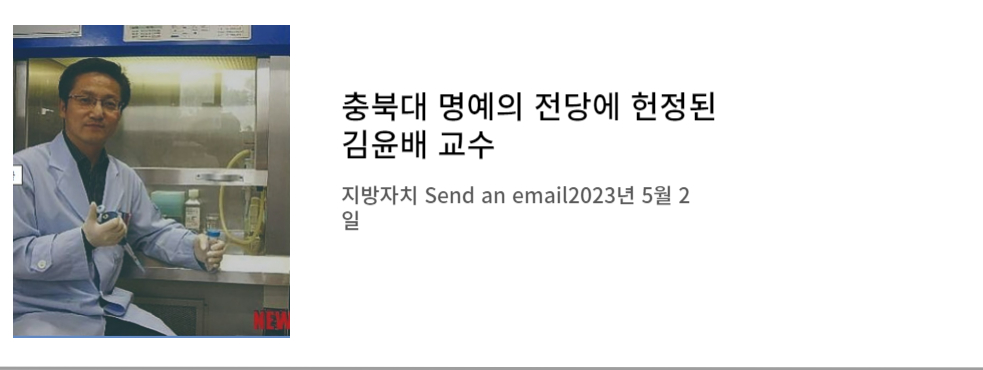 충북대 명예의 전당에 헌정된
김윤배 교수
지방자치 Send an email2023년 5월 2
일
NEW